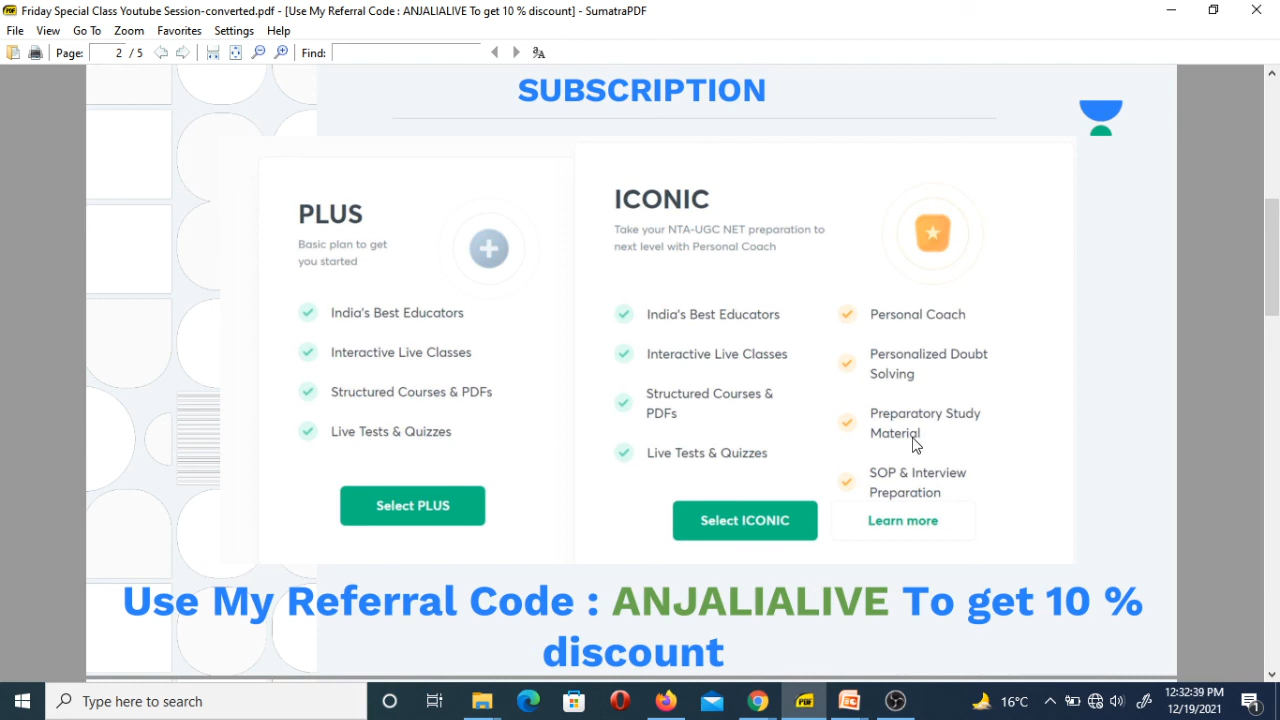 Friday Special Class Youtube Session-converted.pdf - [Use My Referral Code : ANJALIALIVE To get 10 % discount] - SumatraPDF
File View Go To Zoom Favorites Settings Help
Page: 2 / 5 Find:
SUBSCRIPTION
PLUS
Basic plan to get
you started
India's Best Educators
Interactive Live Classes
Structured Courses & PDFs
Live Tests & Quizzes
Select PLUS
ICONIC
Take your NTA-UGC NET preparation to
next level with Personal Coach
India's Best Educators
Interactive Live Classes
Structured Courses &
PDFs
Live Tests & Quizzes
Personal Coach
Personalized Doubt
Solving
Preparatory Study
Material
SOP & Interview
Preparation
Select ICONIC
Learn more
Use My Referral Code : ANJALIALIVE To get 10 %
discount
Type here to search
16°C
12:32:39 PM
12/19/2021
1